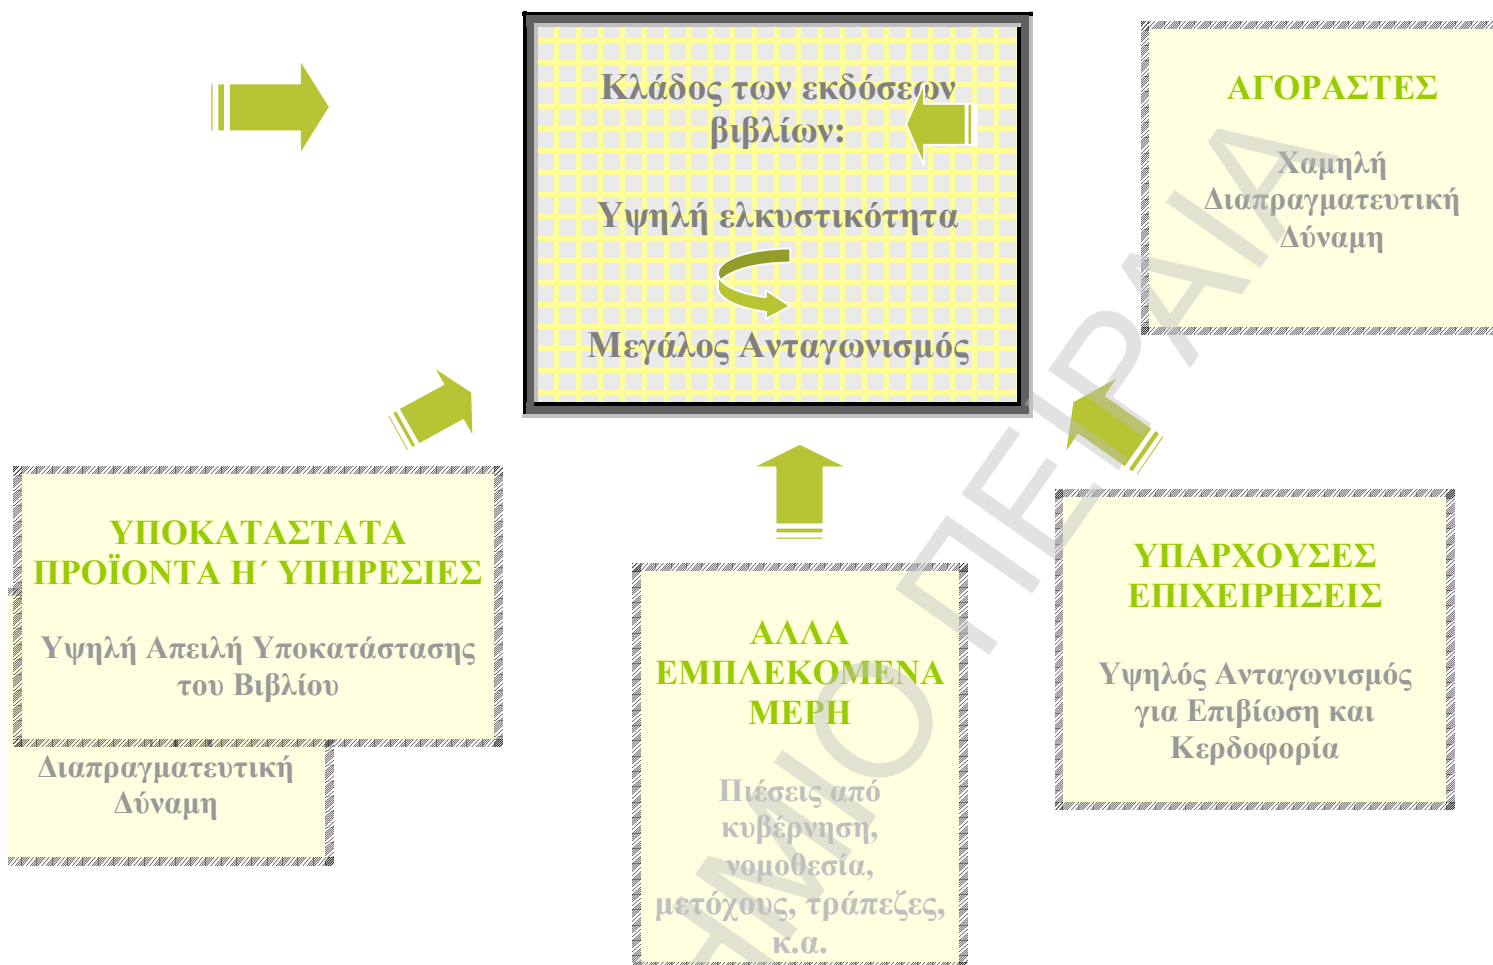 Κλάδος των εκδόσεων
βιβλίων:
Υψηλή ελκυστικότητα
Μεγάλος Ανταγωνισμός
ΑΓΟΡΑΣΤΕΣ
Χαμηλή
Διαπραγματευτική
Δύναμη
ΥΠΟΚΑΤΑΣΤΑΤΑ
ΠΡΟΪΟΝΤΑ Η΄ ΥΠΗΡΕΣΙΕΣ
Υψηλή Απειλή Υποκατάστασης
του Βιβλίου
Διαπραγματευτική
Δύναμη
ΑΛΛΑ
ΕΜΠΛΕΚΟΜΕΝΑ
ΜΕΡΗ
Πιέσεις από
κυβέρνηση,
νομοθεσία,
μετόχους, τράπεζες,
κ.α.
ΥΠΑΡΧΟΥΣΕΣ
ΕΠΙΧΕΙΡΗΣΕΙΣ
Υψηλός Ανταγωνισμός
για Επιβίωση και
Κερδοφορία
ΗΜΙΟ ΠΕΙΡΑΙΑ